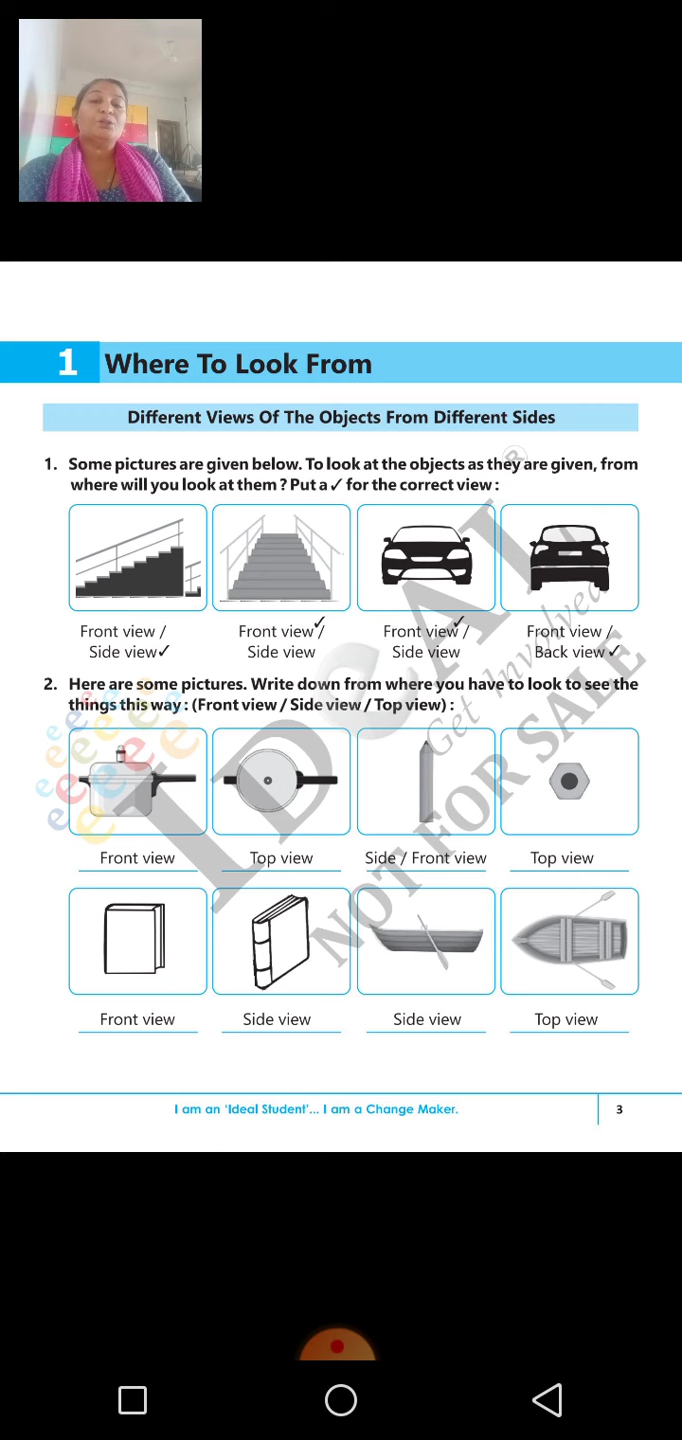 1 Where To Look From
Different Views Of The Objects From Different Sides
1. Some pictures are given below. To look at the objects as they are given, from
where will you look at them ? Put a ✓ for the correct view :
Front view / Front view ✓/ Front view ✓/ Front view /
Side view ✓ Side view Side view Back view ✓
2. Here are some pictures. Write down from where you have to look to see the
things this way : (Front view / Side view / Top view) :
Front view Top view Side / Front view Top view
Front view Side view Side view Top view
IDEAL
®
Get Involved
NOT FOR SALE
I am an ‘Ideal Student’... I am a Change Maker. 3